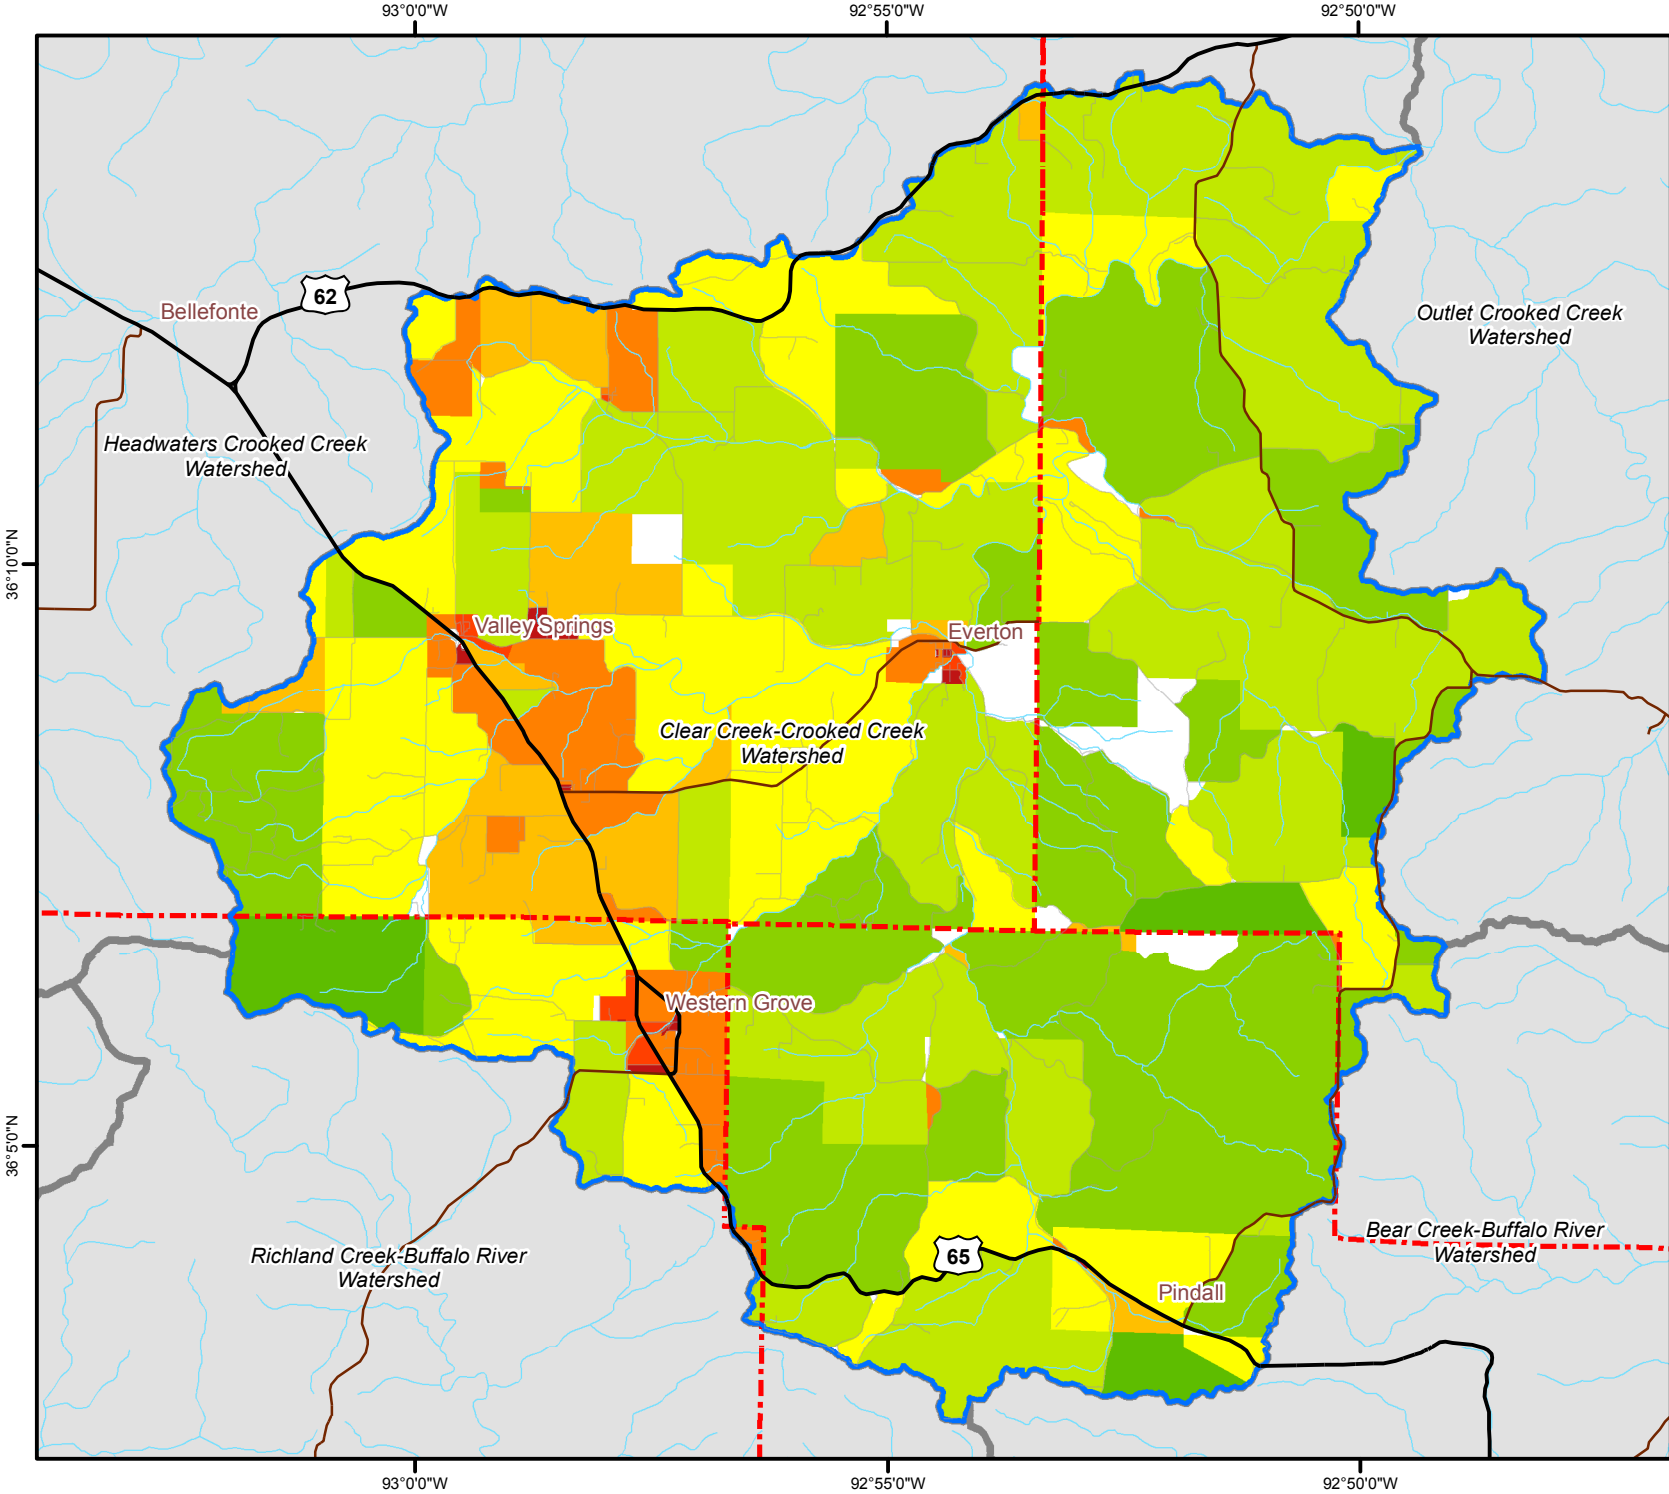 93°0'0"W
92°55'0"W
92°50'0"W
62
Bellefonte
Outlet Crooked Creek
Watershed
Headwaters Crooked Creek
Watershed
36°10'0"N
Valley Springs
Everton
Clear Creek-Crooked Creek
Watershed
Western Grove
36°5'0"N
Richland Creek-Buffalo River
Watershed
65
Bear Creek-Buffalo River
Watershed
Pindall
93°0'0"W
92°55'0"W
92°50'0"W